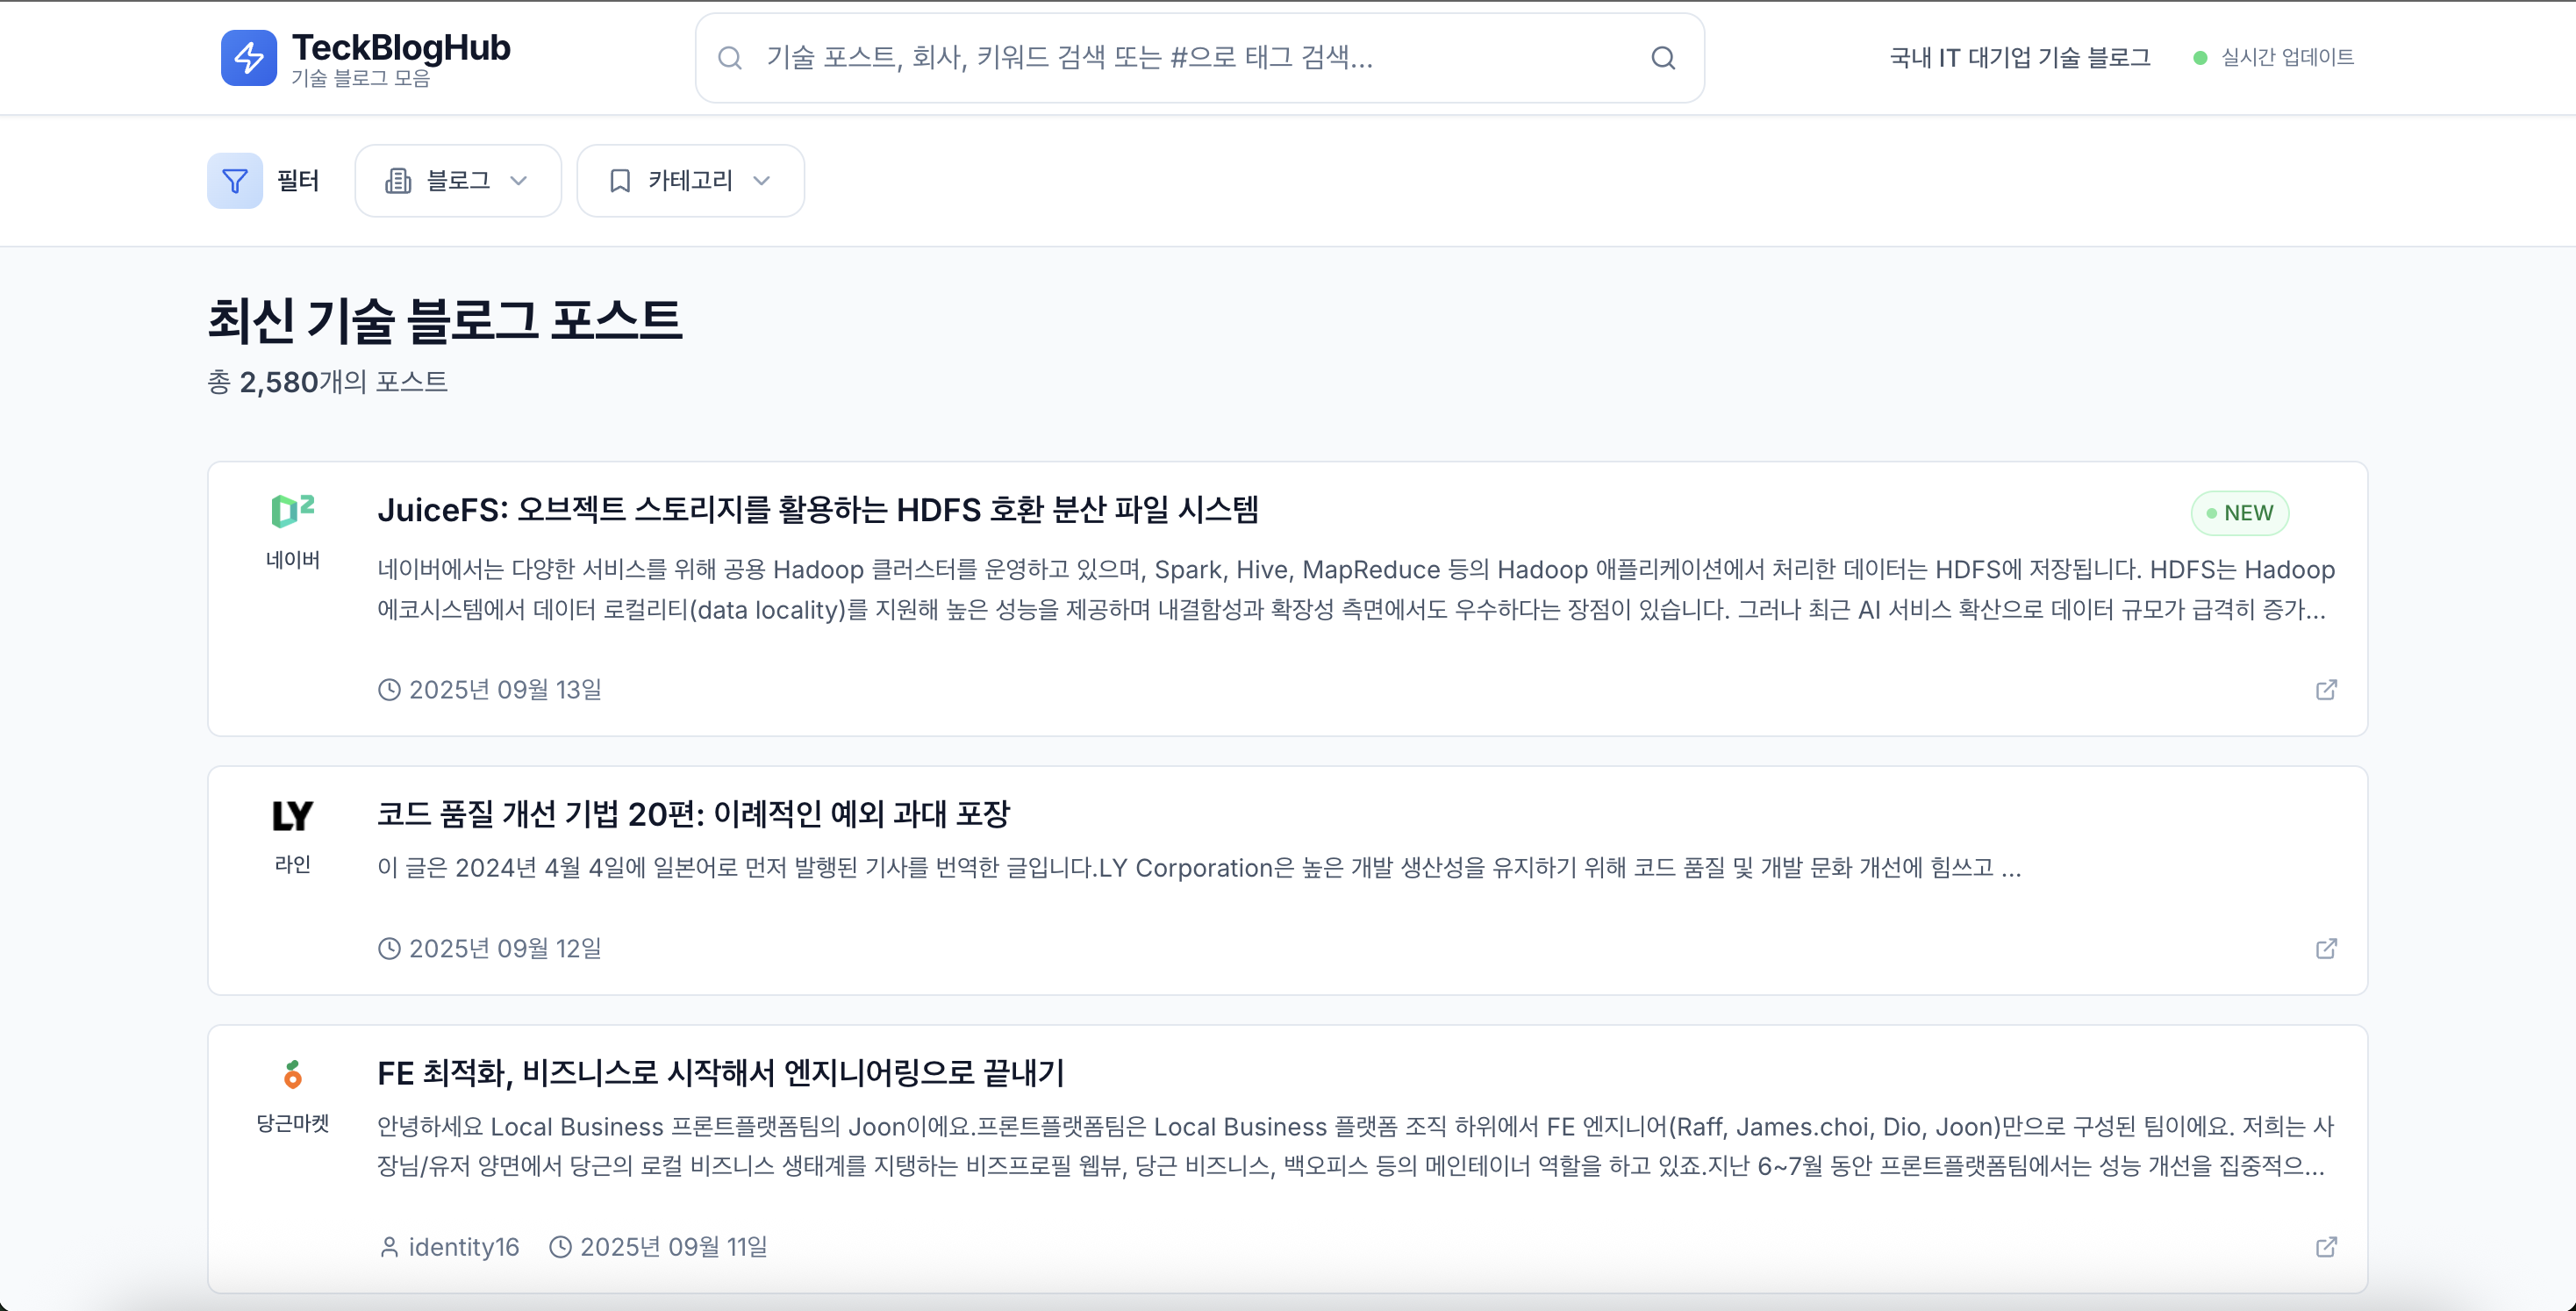 TeckBlogHub
기술 블로그 모음
기술 포스트, 회사, 키워드 검색 또는 #으로 태그 검색...
국내 IT 대기업 기술 블로그
실시간 업데이트
필터
블로그
카테고리
최신 기술 블로그 포스트
총 2,580개의 포스트
D2
네이버
JuiceFS: 오브젝트 스토리지를 활용하는 HDFS 호환 분산 파일 시스템
NEW
네이버에서는 다양한 서비스를 위해 공용 Hadoop 클러스터를 운영하고 있으며, Spark, Hive, MapReduce 등의 Hadoop 애플리케이션에서 처리한 데이터는 HDFS에 저장됩니다. HDFS는 Hadoop
에코시스템에서 데이터 로컬리티(data locality)를 지원해 높은 성능을 제공하며 내결함성과 확장성 측면에서도 우수하다는 장점이 있습니다. 그러나 최근 AI 서비스 확산으로 데이터 규모가 급격히 증가...
2025년 09월 13일
LY
라인
코드 품질 개선 기법 20편: 이례적인 예외 과대 포장
이 글은 2024년 4월 4일에 일본어로 먼저 발행된 기사를 번역한 글입니다.LY Corporation은 높은 개발 생산성을 유지하기 위해 코드 품질 및 개발 문화 개선에 힘쓰고 ...
2025년 09월 12일
당근마켓
FE 최적화, 비즈니스로 시작해서 엔지니어링으로 끝내기
안녕하세요 Local Business 프론트플랫폼팀의 Joon이에요.프론트플랫폼팀은 Local Business 플랫폼 조직 하위에서 FE 엔지니어(Raff, James.choi, Dio, Joon)만으로 구성된 팀이에요. 저희는 사
장님/유저 양면에서 당근의 로컬 비즈니스 생태계를 지탱하는 비즈프로필 웹뷰, 당근 비즈니스, 백오피스 등의 메인테이너 역할을 하고 있죠.지난 6~7월 동안 프론트플랫폼팀에서는 성능 개선을 집중적으...
identity16
2025년 09월 11일